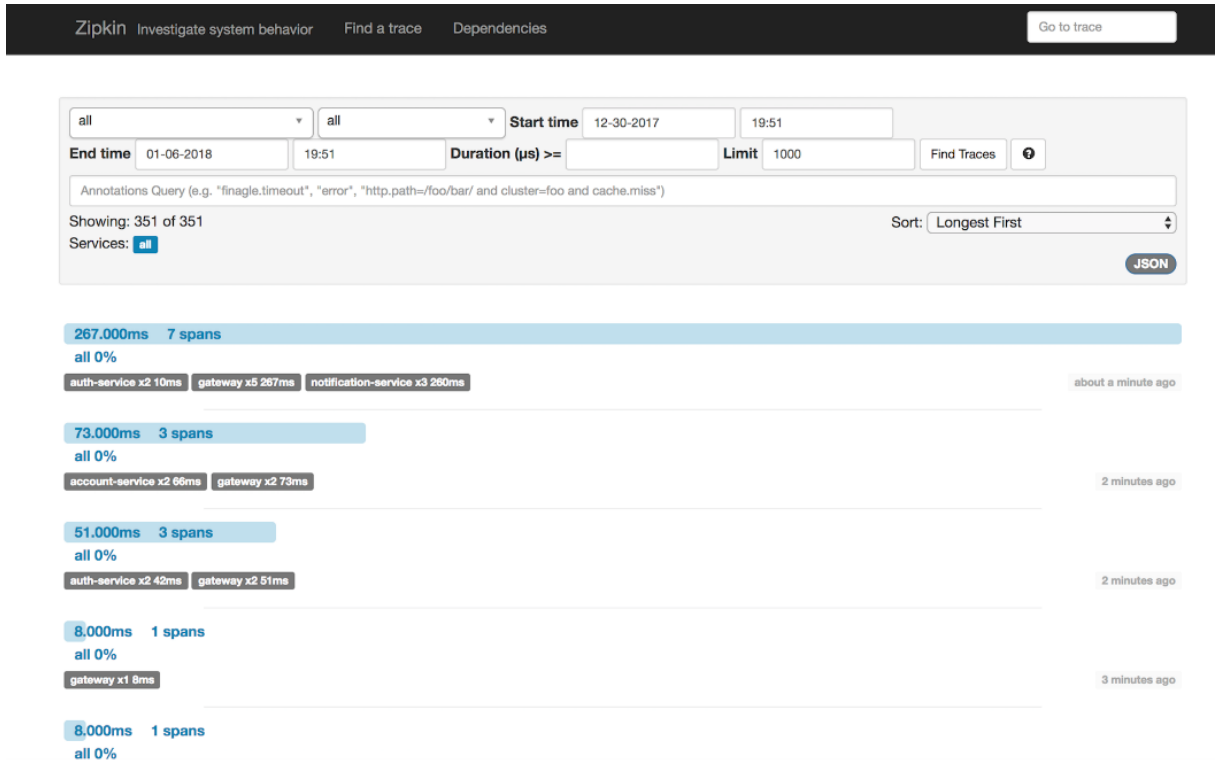 Zipkin Investigate system behavior Find a trace Dependencies Go to trace
all all Start time 12-30-2017 19:51
End time 01-06-2018 19:51 Duration (µs) >= Limit 1000 Find Traces ?
Annotations Query (e.g. "finagle.timeout", "error", "http.path=/foo/bar/ and cluster=foo and cache.miss")
Showing: 351 of 351 Sort: Longest First
Services: all
JSON
267.000ms 7 spans
all 0%
auth-service x2 10ms gateway x5 267ms notification-service x3 260ms about a minute ago
73.000ms 3 spans
all 0%
account-service x2 66ms gateway x2 73ms 2 minutes ago
51.000ms 3 spans
all 0%
auth-service x2 42ms gateway x2 51ms 2 minutes ago
8.000ms 1 spans
all 0%
gateway x1 8ms 3 minutes ago
8.000ms 1 spans
all 0%